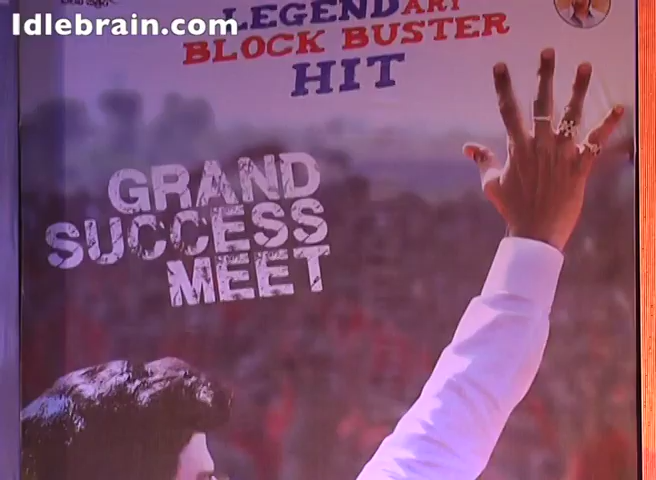 Idlebrain.com
LEGENDARY
BLOCK BUSTER
HIT
GRAND
SUCCESS
MEET